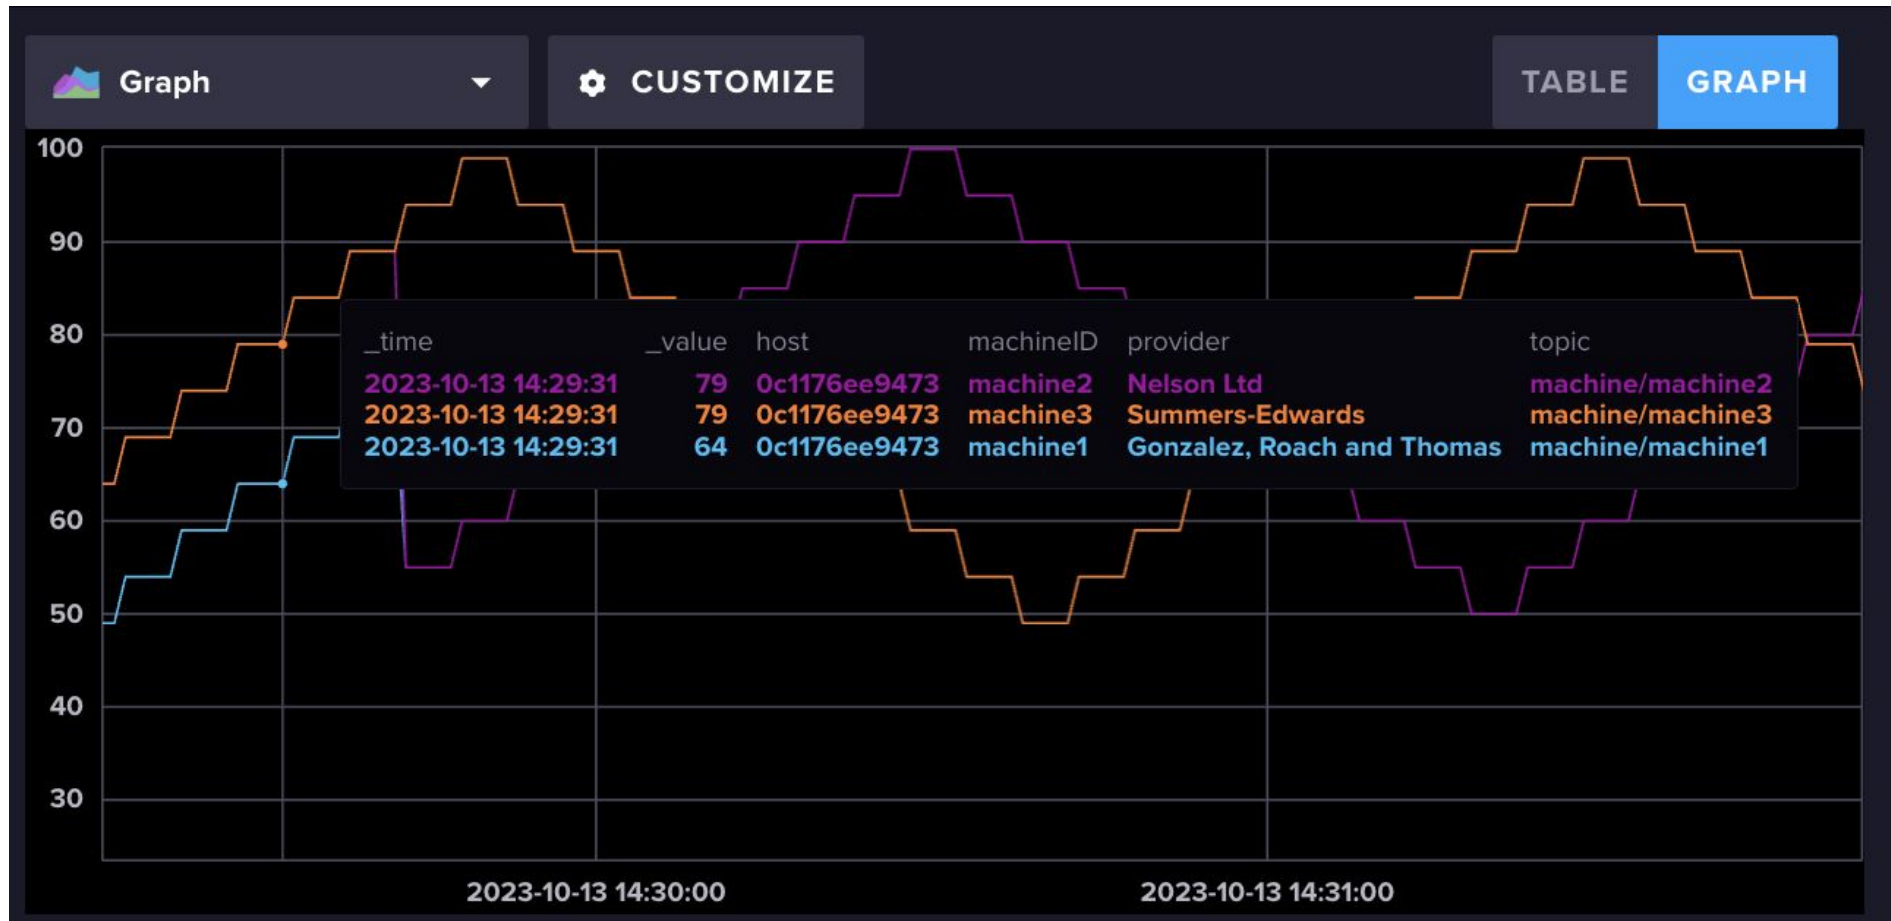 Graph
CUSTOMIZE
TABLE
GRAPH
100
90
80
70
60
50
40
30
_time _value host machineID provider topic
2023-10-13 14:29:31 79 0c1176ee9473 machine2 Nelson Ltd machine/machine2
2023-10-13 14:29:31 79 0c1176ee9473 machine3 Summers-Edwards machine/machine3
2023-10-13 14:29:31 64 0c1176ee9473 machine1 Gonzalez, Roach and Thomas machine/machine1
2023-10-13 14:30:00
2023-10-13 14:31:00